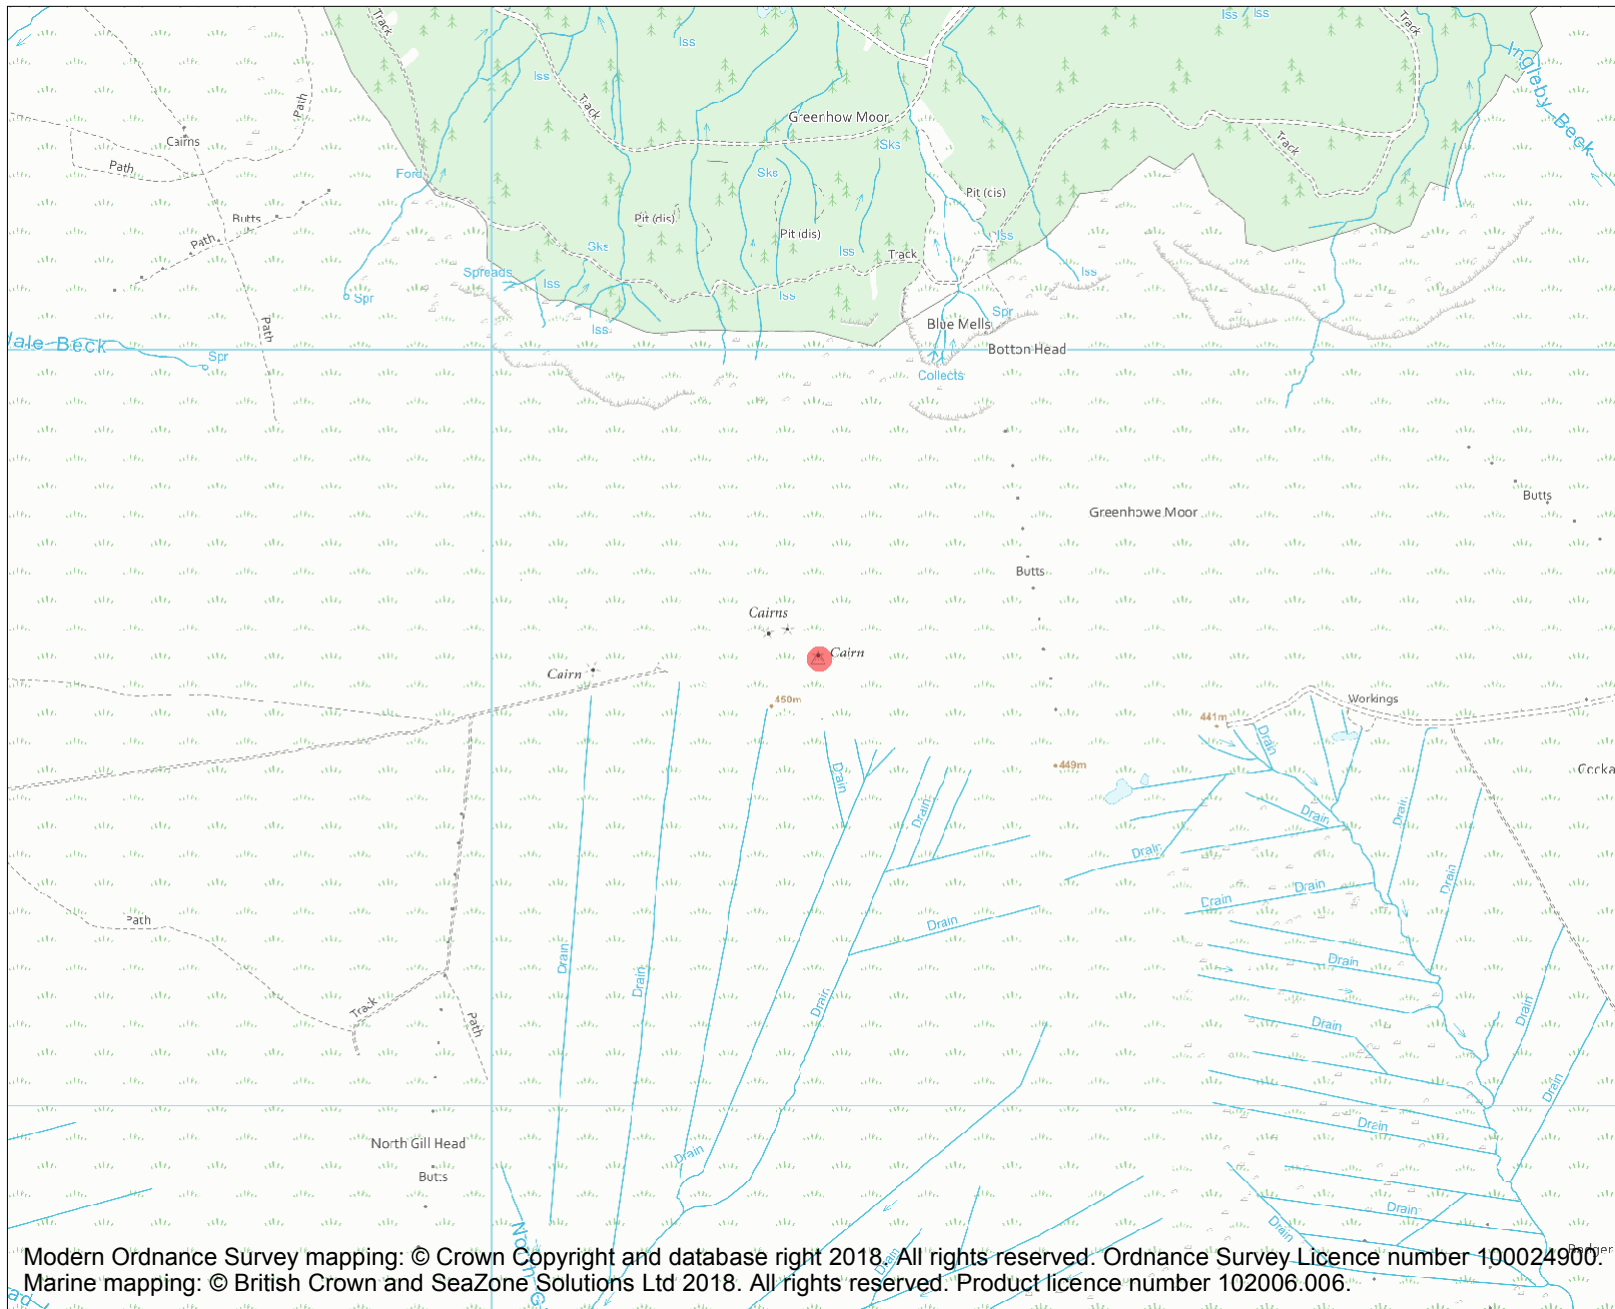 Track
Iss
Iss
Iss
Track
Ingleby Beck
Path
Iss
Track
Greenhow Moor
Cairns
Sks
Track
Path
Ford
Sks
Pit (cis)
Butts
Pit (dis)
Pit (dis)
Iss
Path
Sks
Iss
Track
Spreads
Iss
Iss
Iss
Spr
Spr
Path
Iss
Blue Mells
dale Beck
Spr
Botton Head
Collects
Butts
Greenhowe Moor
Butts
Cairns
Cairn
Cairn
450m
Workings
441m
Drain
449m
Cocka
Drain
Drain
Drain
Drain
Drain
Drain
Drain
Drain
Path
Drain
Drain
Drain
Drain
Drain
Track
Drain
Drain
Path
Drain
Drain
Drain
North Gill Head
Drain
Butts
Drain
Drain
North G
Drain
Badger
Modern Ordnance Survey mapping: © Crown Copyright and database right 2018. All rights reserved. Ordnance Survey Licence number 100024900.
Marine mapping: © British Crown and SeaZone Solutions Ltd 2018. All rights reserved. Product licence number 102006.006.